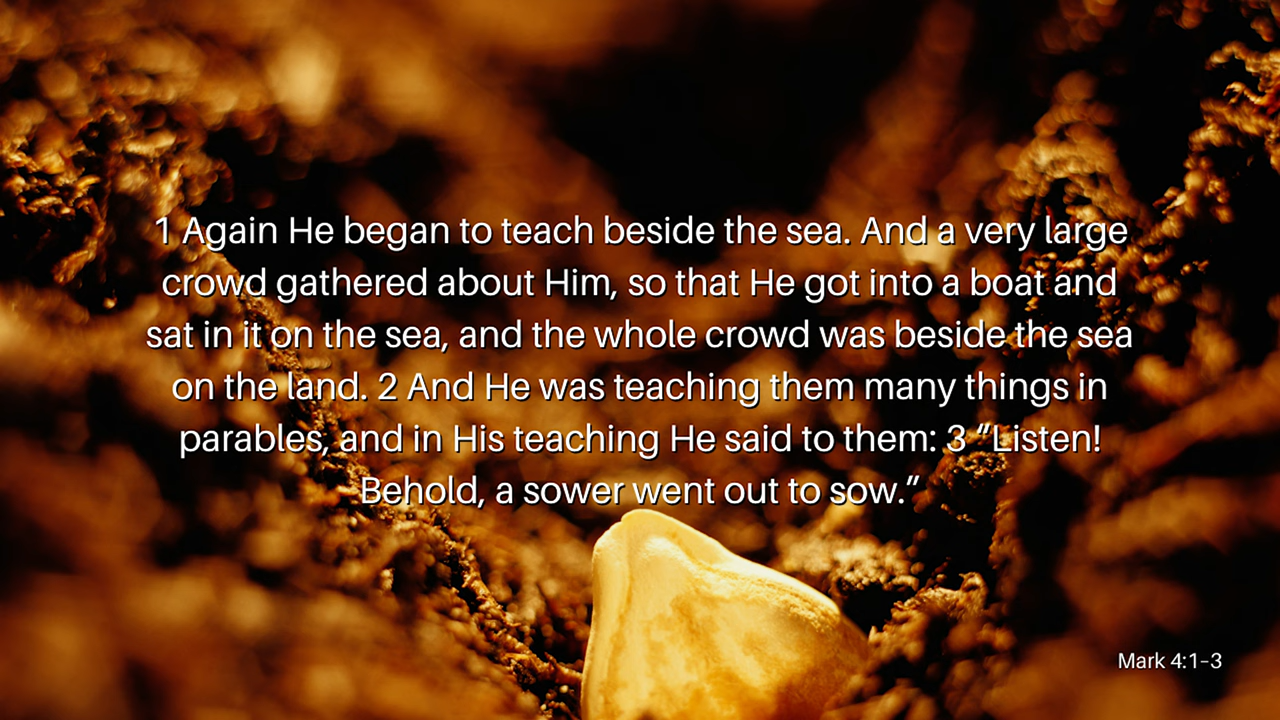 1 Again He began to teach beside the sea. And a very large
crowd gathered about Him, so that He got into a boat and
sat in it on the sea, and the whole crowd was beside the sea
on the land. 2 And He was teaching them many things in
parables, and in His teaching He said to them: 3 “Listen!
Behold, a sower went out to sow.”
Mark 4:1–3